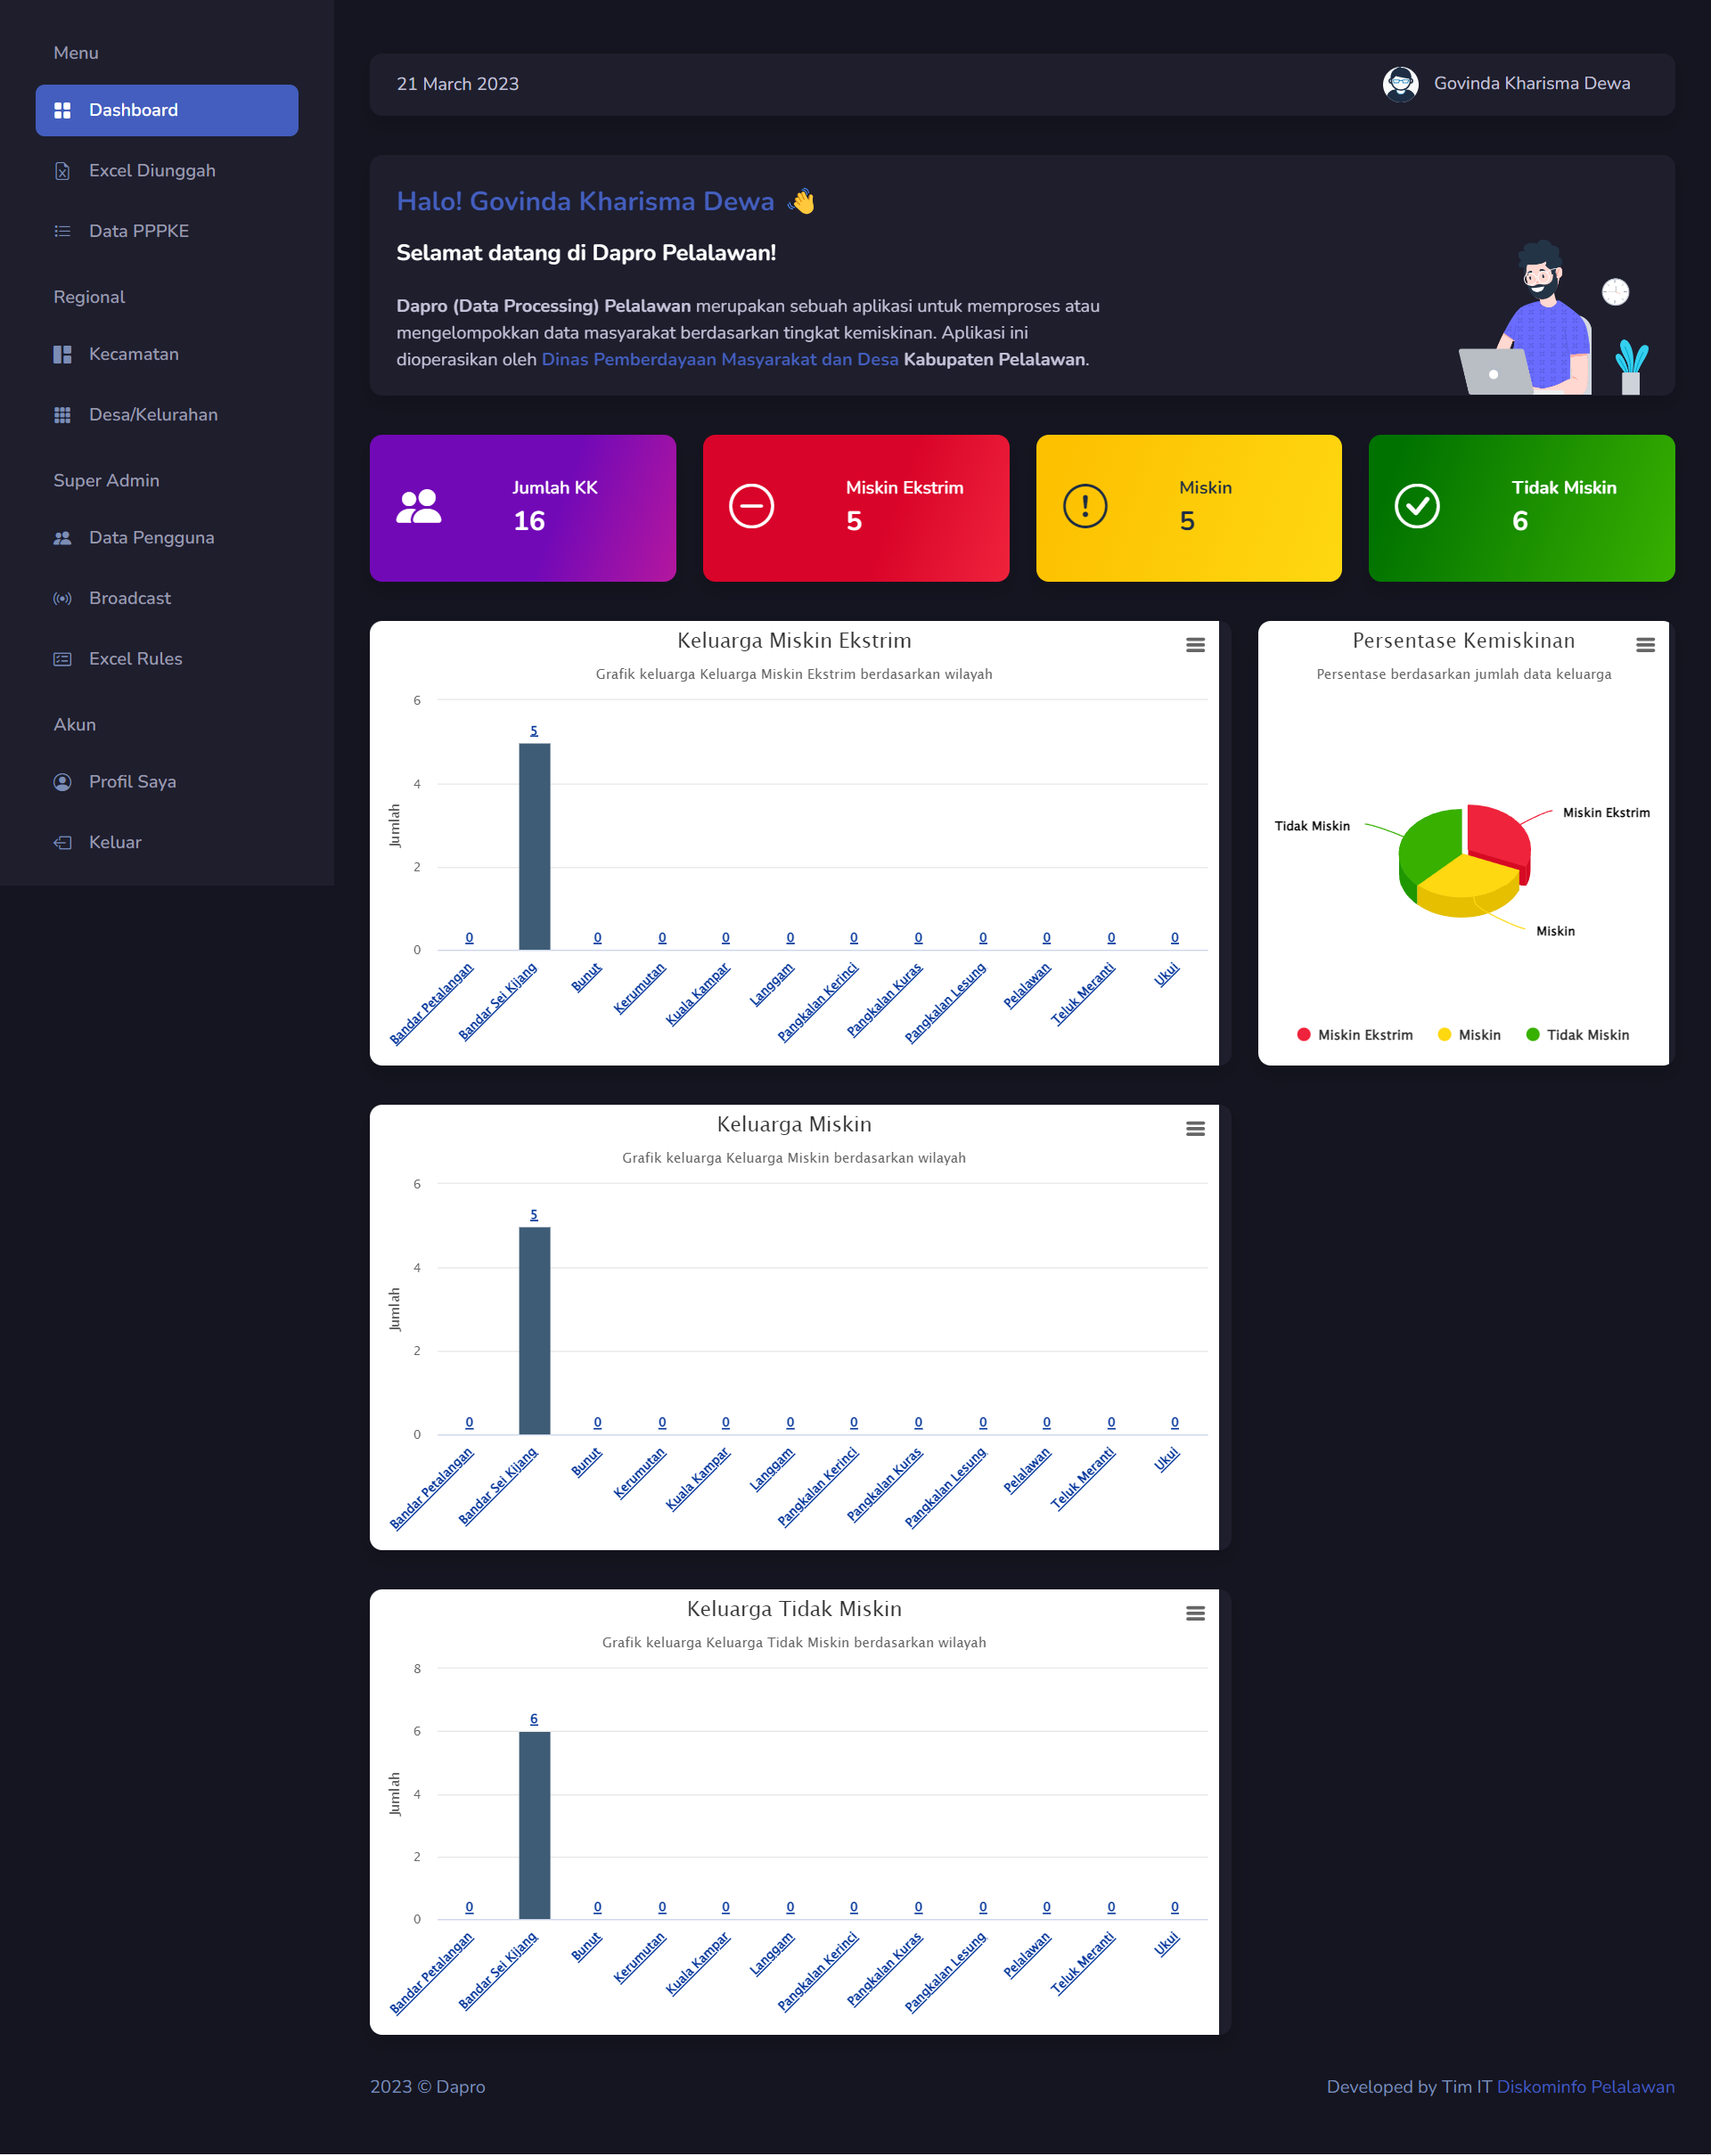 Menu
Dashboard
Excel Diunggah
Data PPPKE
Regional
Kecamatan
Desa/Kelurahan
Super Admin
Data Pengguna
Broadcast
Excel Rules
Akun
Profil Saya
Keluar
21 March 2023
Govinda Kharisma Dewa
Halo! Govinda Kharisma Dewa 👋
Selamat datang di Dapro Pelalawan!
Dapro (Data Processing) Pelalawan merupakan sebuah aplikasi untuk memproses atau
mengelompokkan data masyarakat berdasarkan tingkat kemiskinan. Aplikasi ini
dioperasikan oleh Dinas Pemberdayaan Masyarakat dan Desa Kabupaten Pelalawan.
Jumlah KK
16
Miskin Ekstrim
5
Miskin
5
Tidak Miskin
6
Keluarga Miskin Ekstrim
Grafik keluarga Keluarga Miskin Ekstrim berdasarkan wilayah
Jumlah
6
4
2
0
0
5
0
0
0
0
0
0
0
0
0
0
Bandar Petalangan
Bandar Sei Kijang
Bunut
Kerumutan
Kuala Kampar
Langgam
Pangkalan Kerinci
Pangkalan Kuras
Pangkalan Lesung
Pelalawan
Teluk Meranti
Ukui
Persentase Kemiskinan
Persentase berdasarkan jumlah data keluarga
Tidak Miskin
Miskin Ekstrim
Miskin
Miskin Ekstrim
Miskin
Tidak Miskin
Keluarga Miskin
Grafik keluarga Keluarga Miskin berdasarkan wilayah
Jumlah
6
4
2
0
0
5
0
0
0
0
0
0
0
0
0
0
Bandar Petalangan
Bandar Sei Kijang
Bunut
Kerumutan
Kuala Kampar
Langgam
Pangkalan Kerinci
Pangkalan Kuras
Pangkalan Lesung
Pelalawan
Teluk Meranti
Ukui
Keluarga Tidak Miskin
Grafik keluarga Keluarga Tidak Miskin berdasarkan wilayah
Jumlah
8
6
4
2
0
0
6
0
0
0
0
0
0
0
0
0
0
Bandar Petalangan
Bandar Sei Kijang
Bunut
Kerumutan
Kuala Kampar
Langgam
Pangkalan Kerinci
Pangkalan Kuras
Pangkalan Lesung
Pelalawan
Teluk Meranti
Ukui
2023 © Dapro
Developed by Tim IT Diskominfo Pelalawan